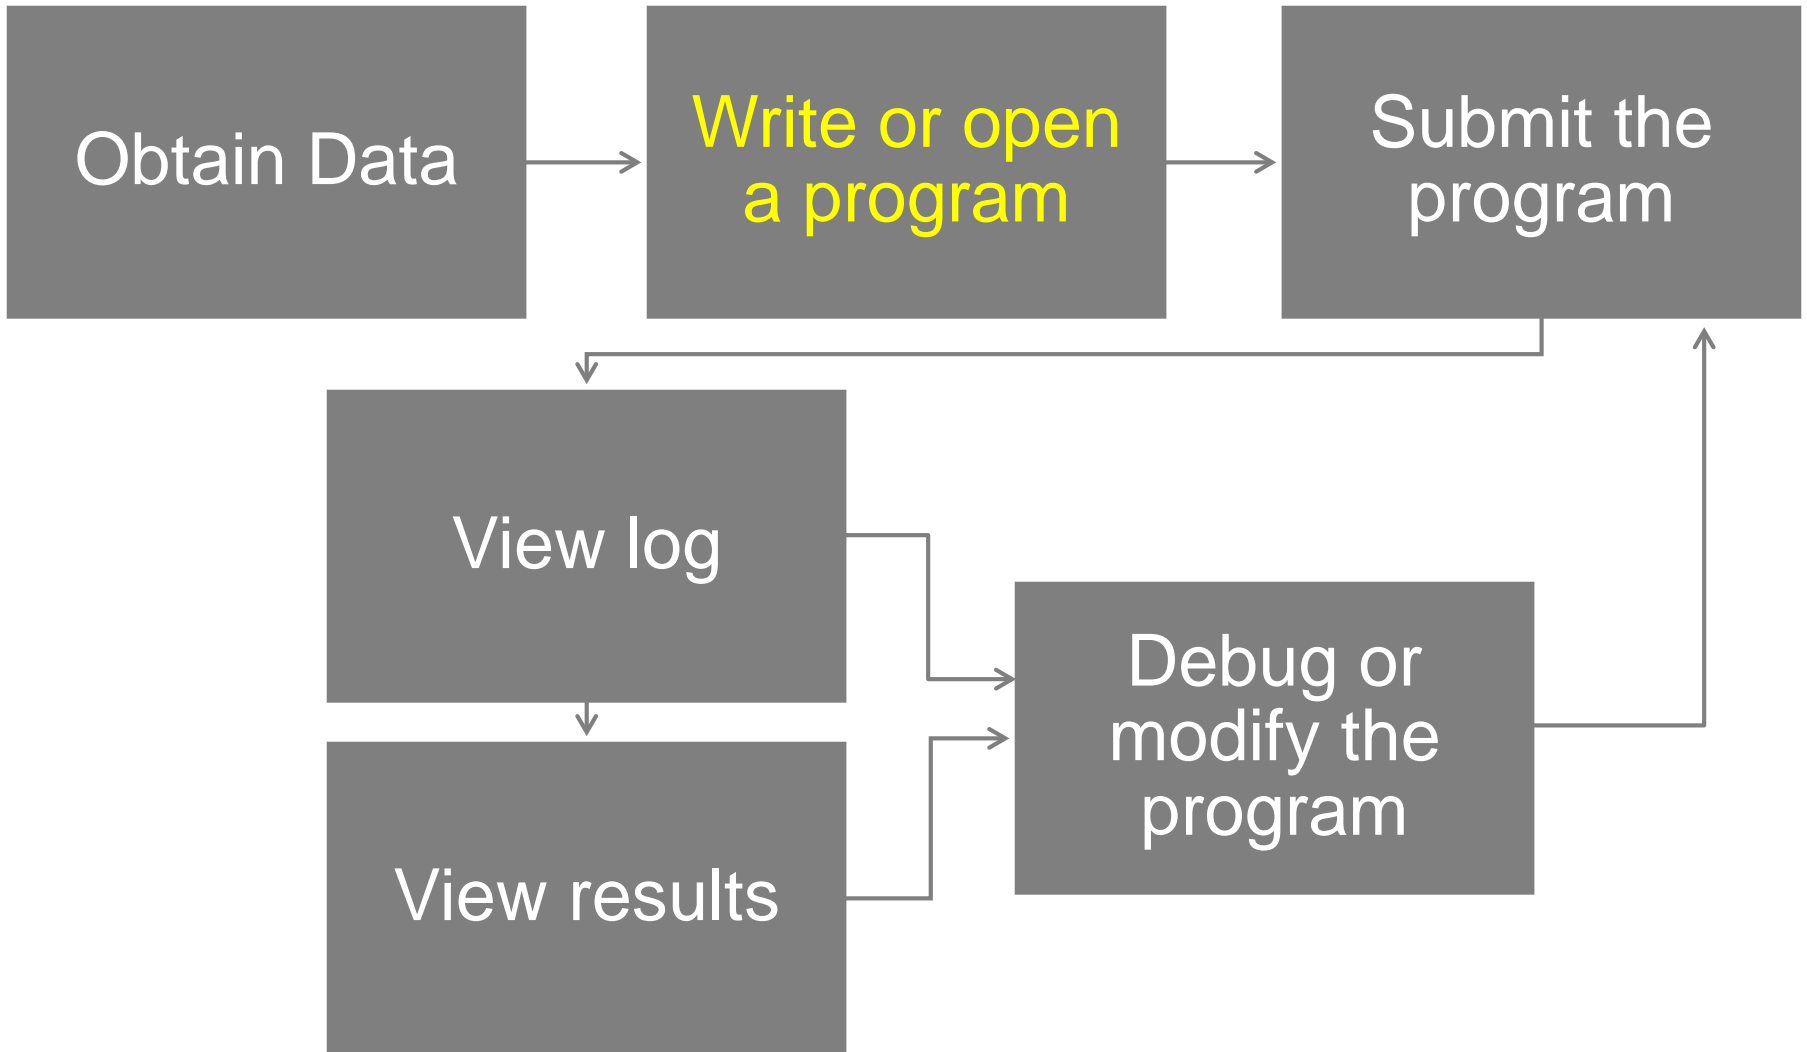 Obtain Data
Write or open
a program
Submit the
program
View log
Debug or
modify the
program
View results